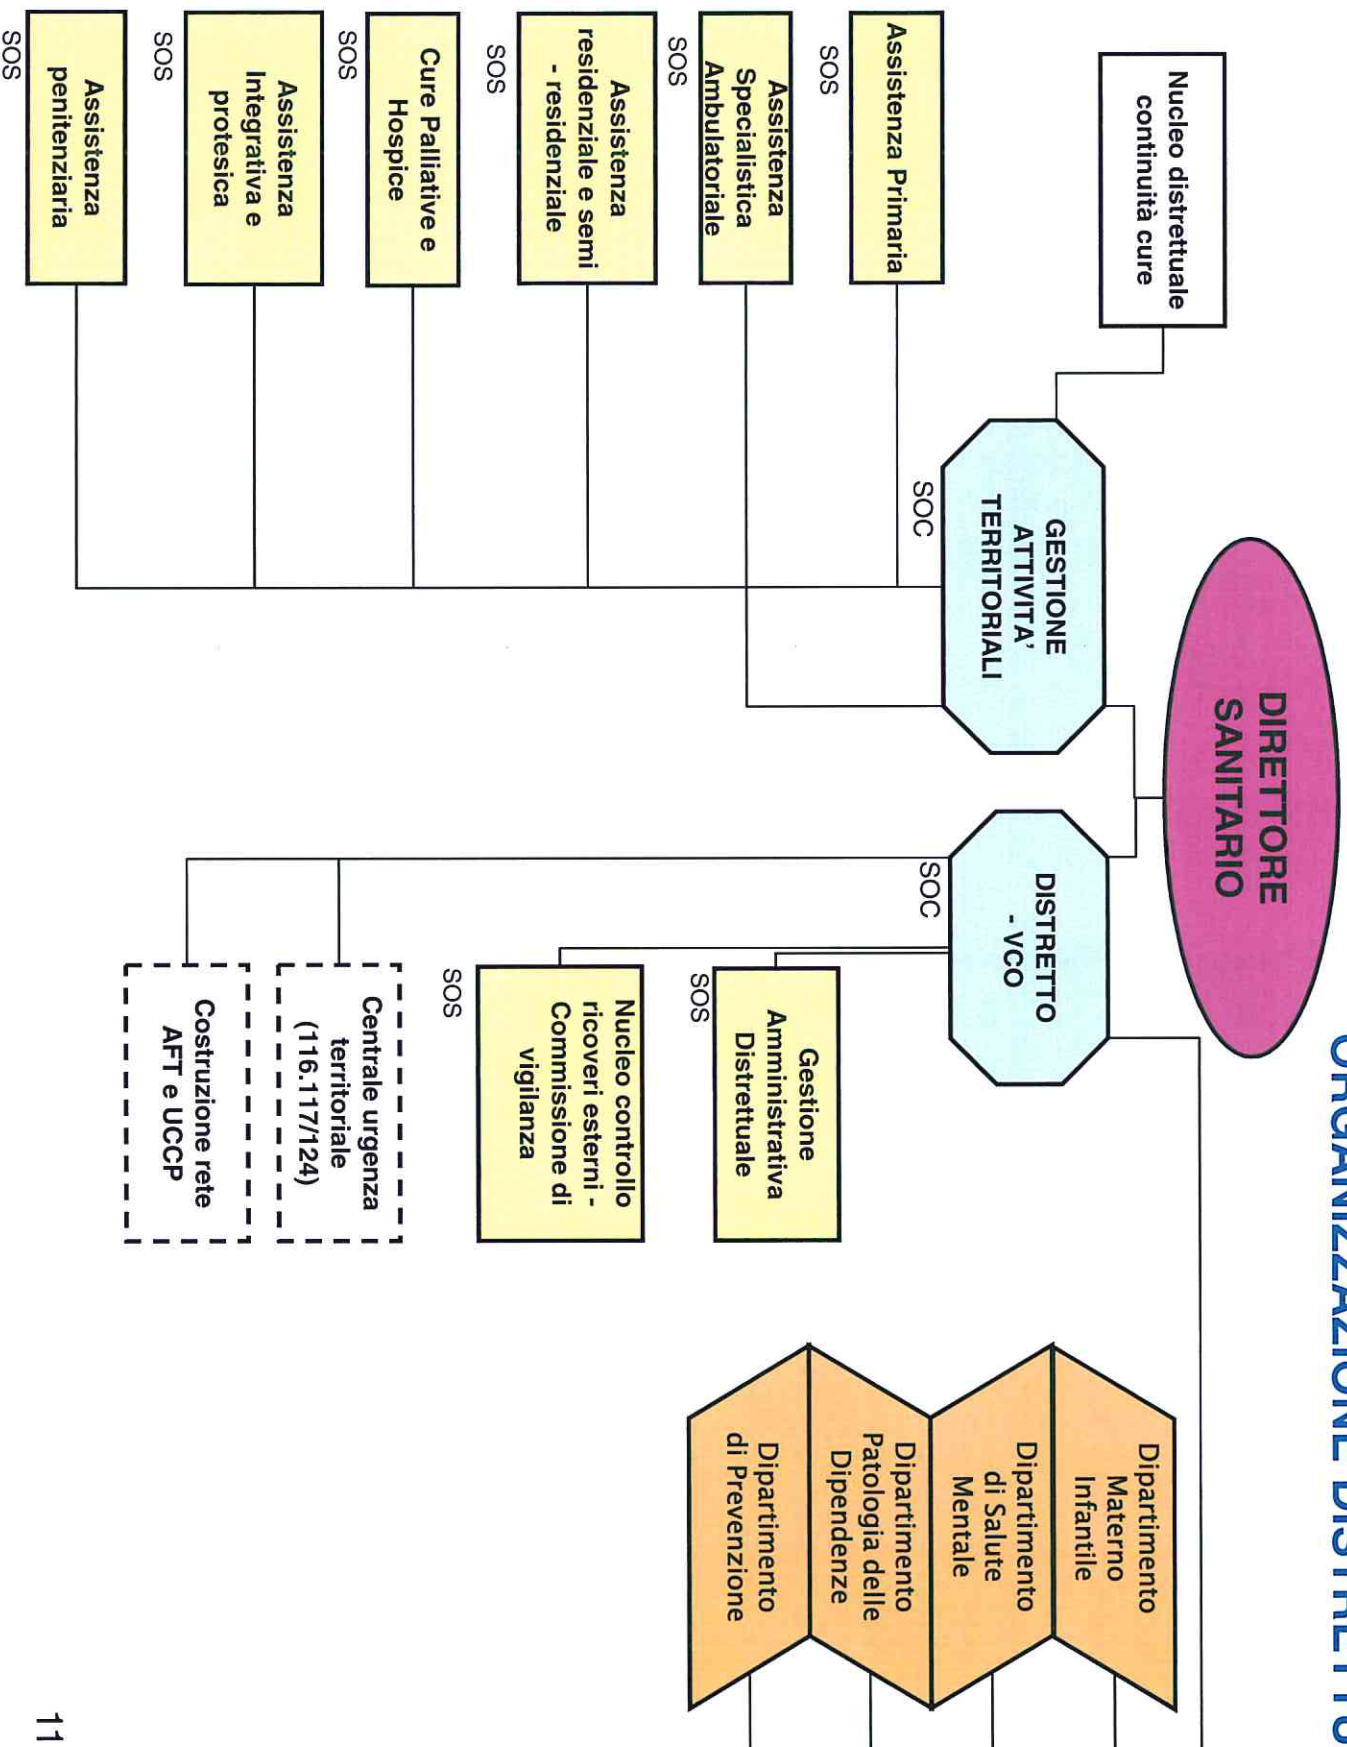 ORGANIZZAZIONE DISTRETTO
DIRETTORE
SANITARIO
Nucleo distrettuale
continuità cure
GESTIONE
ATTIVITA'
TERRITORIALI
SOC
DISTRETTO
- VCO
SOC
Assistenza Primaria
SOS
Assistenza
Specialistica
Ambulatoriale
SOS
Assistenza
residenziale e semi
- residenziale
SOS
Cure Palliative e
Hospice
SOS
Assistenza
Integrativa e
protesica
SOS
Assistenza
penitenziaria
SOS
Gestione
Amministrativa
Distrettuale
SOS
Nucleo controllo
ricoveri esterni -
Commissione di
vigilanza
SOS
Centrale urgenza
territoriale
(116.117/124)
Costruzione rete
AFT e UCCP
Dipartimento
Materno
Infantile
Dipartimento
di Salute
Mentale
Dipartimento
Patologia delle
Dipendenze
Dipartimento
di Prevenzione
11